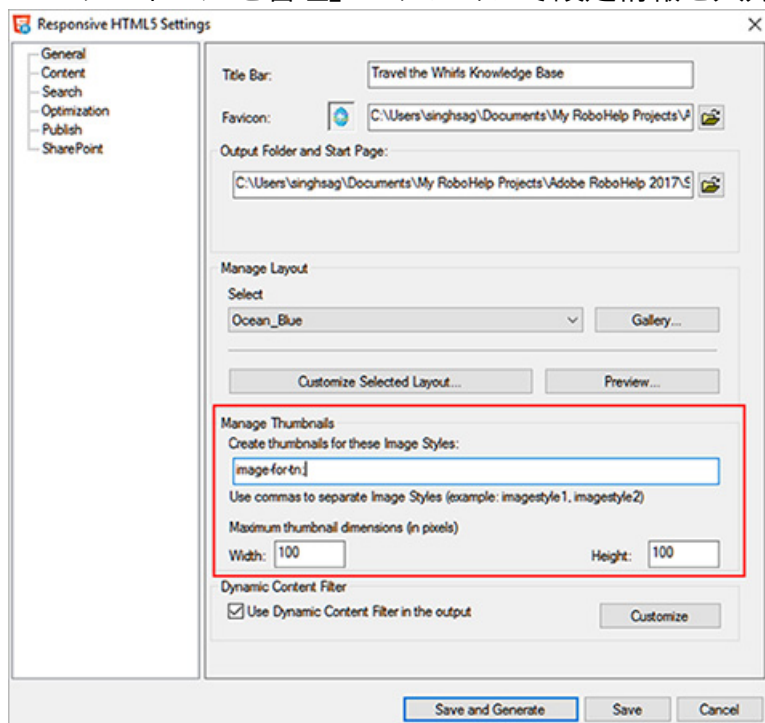 Responsive HTML5 Settings
General
Content
Search
Optimization
Publish
SharePoint
Title Bar: Travel the Whirls Knowledge Base
Favicon: C:\Users\singhsag\Documents\My RoboHelp Projects\A
Output Folder and Start Page:
C:\Users\singhsag\Documents\My RoboHelp Projects\Adobe RoboHelp 2017\S
Manage Layout
Select
Ocean_Blue Gallery...
Customize Selected Layout... Preview...
Manage Thumbnails
Create thumbnails for these Image Styles:
image-for-tn:
Use commas to separate Image Styles (example: imagestyle1, imagestyle2)
Maximum thumbnail dimensions (in pixels)
Width: 100 Height: 100
Dynamic Content Filter
Use Dynamic Content Filter in the output Customize
Save and Generate Save Cancel